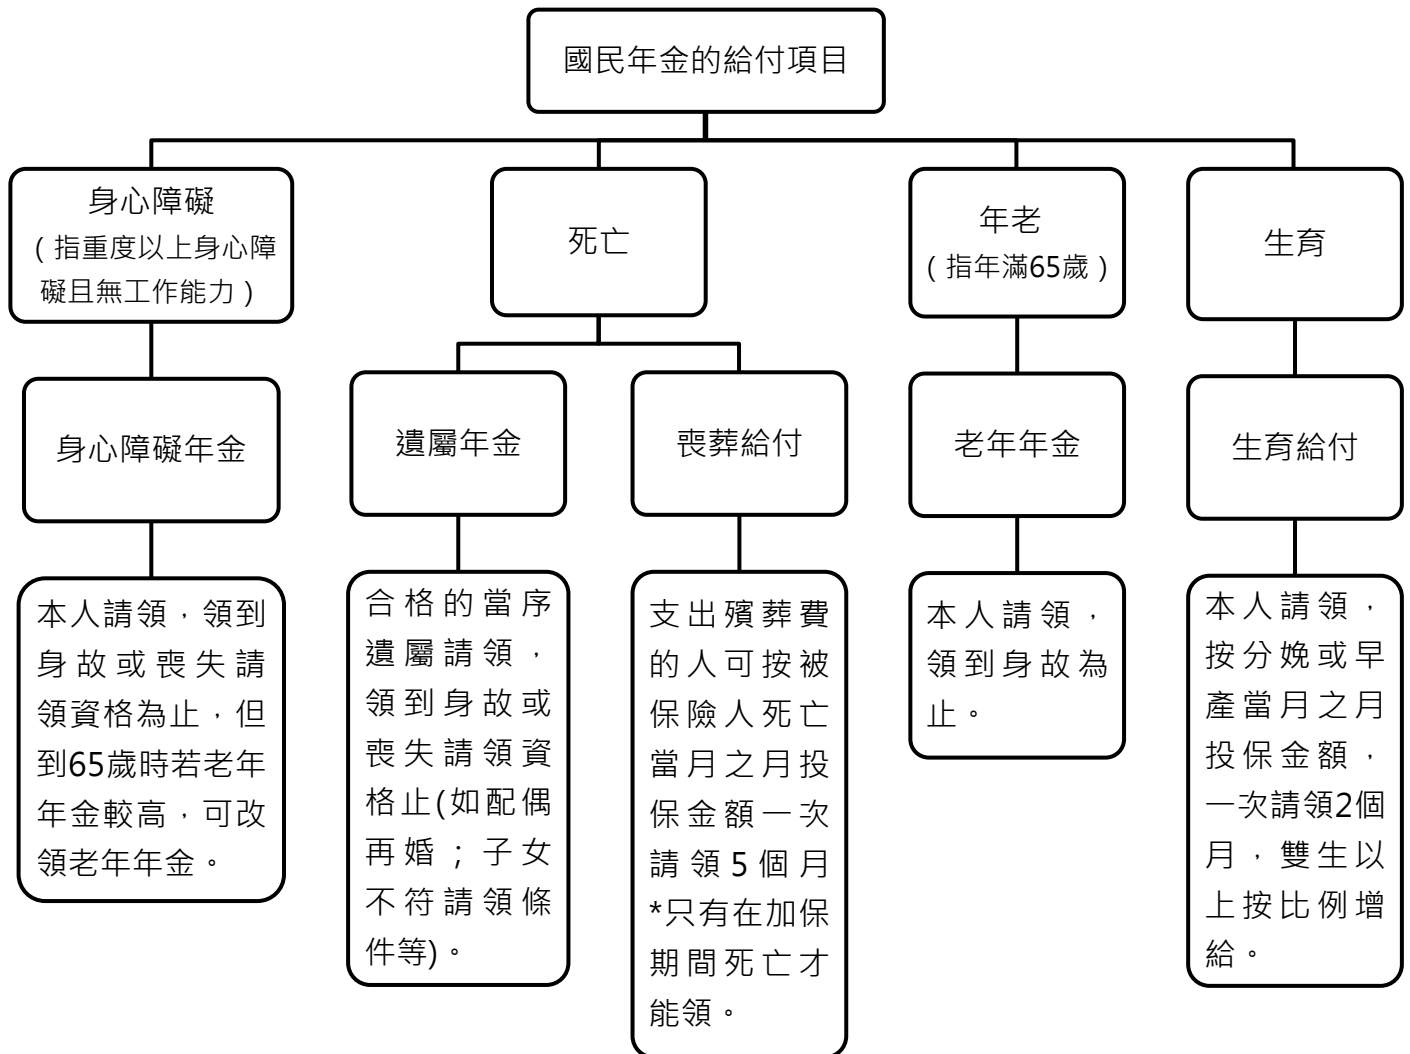 國民年金的給付項目
身心障礙
(指重度以上身心障
礙且無工作能力)
死亡
年老
(指年滿65歲)
生育
身心障礙年金
遺屬年金
喪葬給付
老年年金
生育給付
本人請領，領到
身故或喪失請
領資格為止，但
到65歲時若老年
年金較高，可改
領老年年金。
合格的當序
遺屬請領，
領到身故或
喪失請領資
格止(如配偶
再婚；子女
不符請領條
件等)。
支出殯葬費
的人可按被
保險人死亡
當月之月投
保金額一次
請領5個月
*只有在加保
期間死亡才
能領。
本人請領，
領到身故為
止。
本人請領，
按分娩或早
產當月之月
投保金額，
一次請領2個
月，雙生以
上按比例增
給。